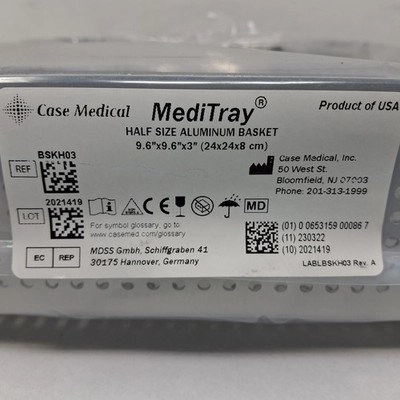 Case Medical
MediTray®
Product of USA
HALF SIZE ALUMINUM BASKET
9.6"x9.6"x3" (24x24x8 cm)
BSKH03
REF
Case Medical, Inc.
50 West St.
Bloomfield, NJ 07003
Phone: 201-313-1999
2021419
LOT
MD
For symbol glossary, go to:
www.casemed.com/glossary
(01) 0 0653159 00086 7
(11) 230322
(10) 2021419
EC REP
MDSS Gmbh, Schiffgraben 41
30175 Hannover, Germany
LABLBSKH03 Rev. A